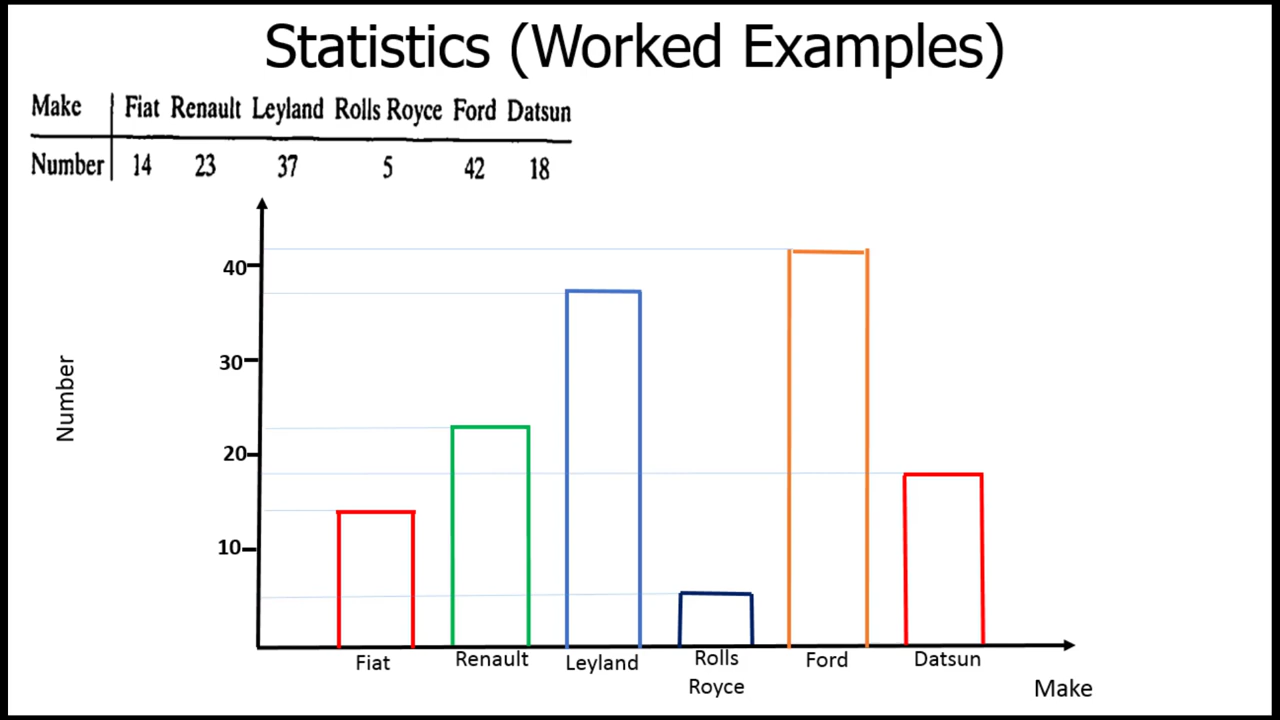 Statistics (Worked Examples)
Make Fiat Renault Leyland Rolls Royce Ford Datsun
Number 14 23 37 5 42 18
40
30
20
10
Number
Fiat Renault Leyland Rolls Royce Ford Datsun
Make